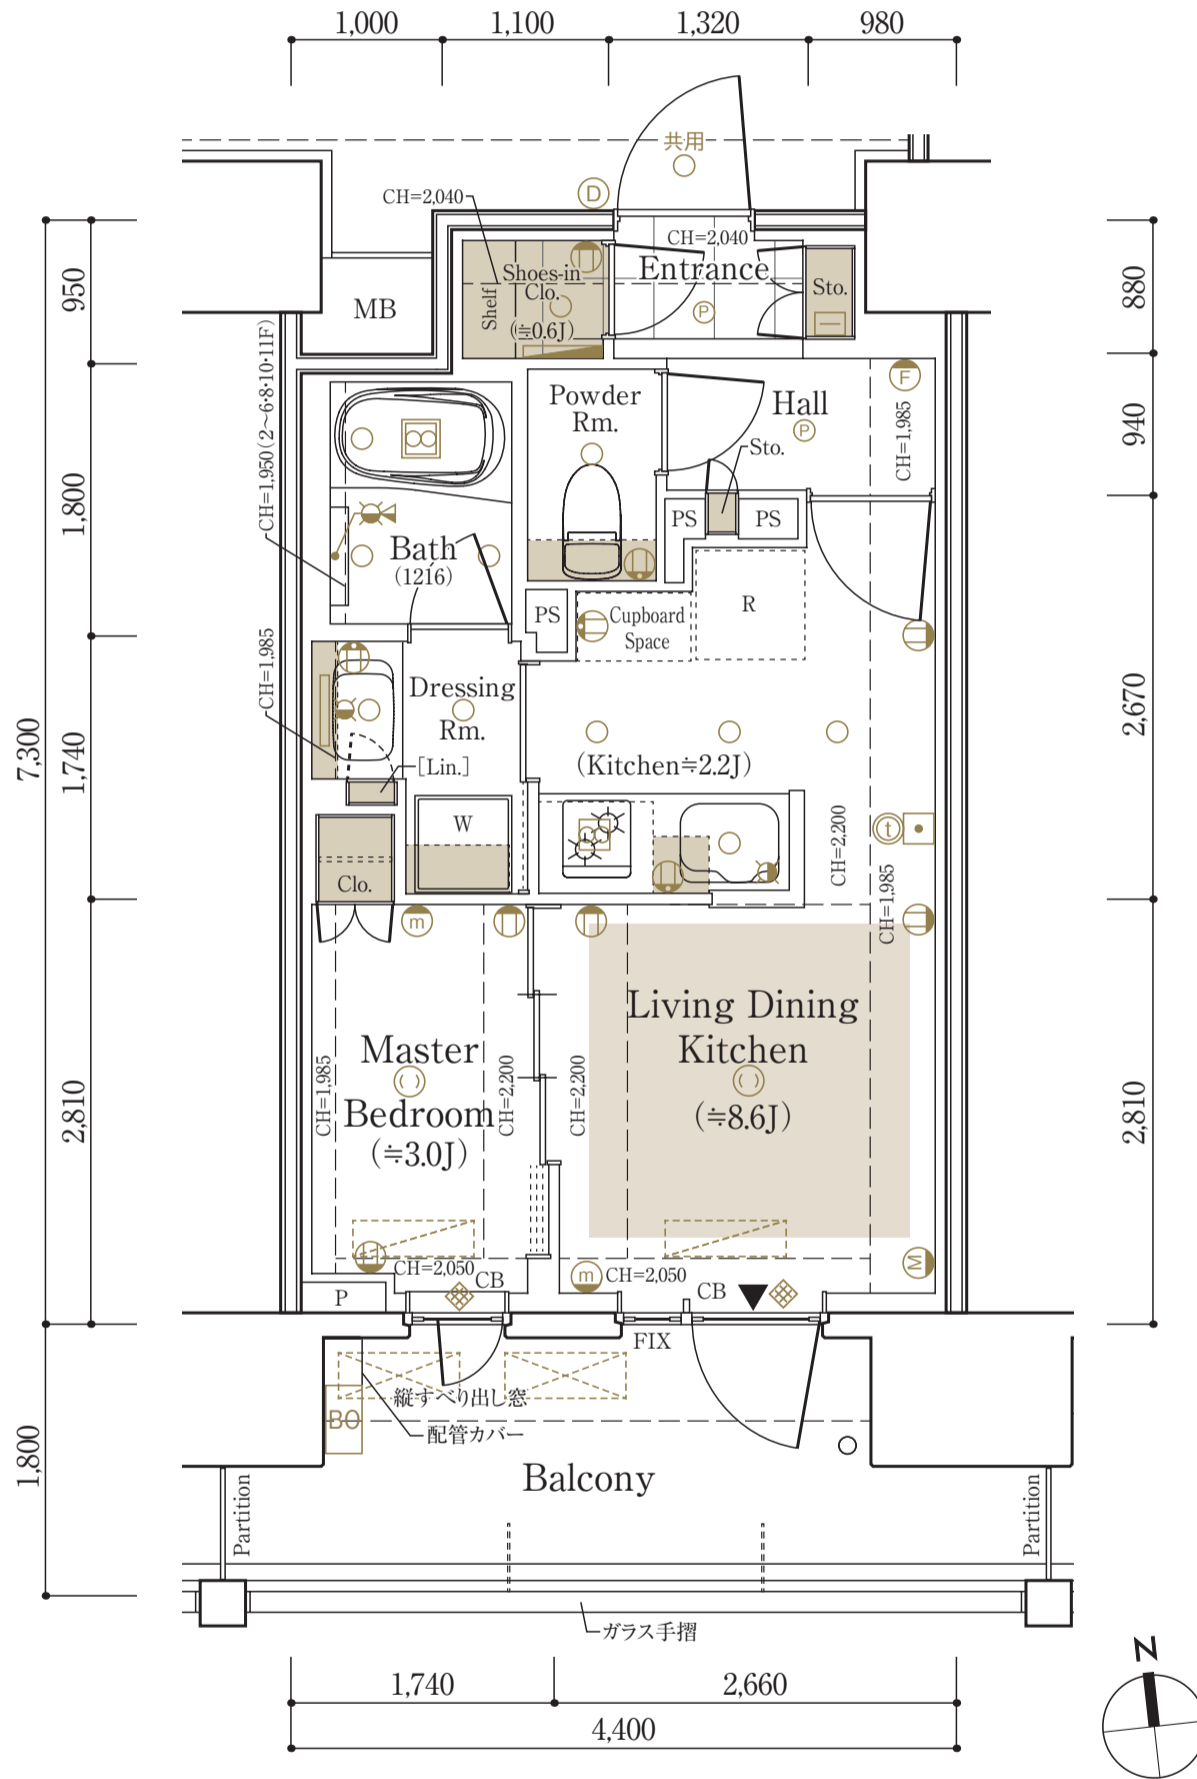 1,000 1,100 1,320 980
共用
D
CH=2,040
CH=2,040
Entrance
Shoes-in
Clo.
(≒0.6J)
Shelf
Sto.
P
MB
950
880
Powder
Rm.
Hall
P
F
CH=1,985
Sto.
940
CH=1,950(2〜6・8・10・11F)
1,800
PS
PS
Bath
(1216)
PS
Cupboard
Space
R
CH=1,985
Dressing
Rm.
[Lin.]
(Kitchen≒2.2J)
2,670
7,300
1,740
W
CH=2,200
t
Clo.
CH=1,985
m
Living Dining
Kitchen
(≒8.6J)
Master
Bedroom
(≒3.0J)
CH=1,985
CH=2,200
CH=2,200
2,810
2,810
CH=2,050
CB
m
CH=2,050
CB
M
P
FIX
縦すべり出し窓
BO
配管カバー
1,800
Balcony
Partition
Partition
ガラス手摺
N
1,740 2,660
4,400